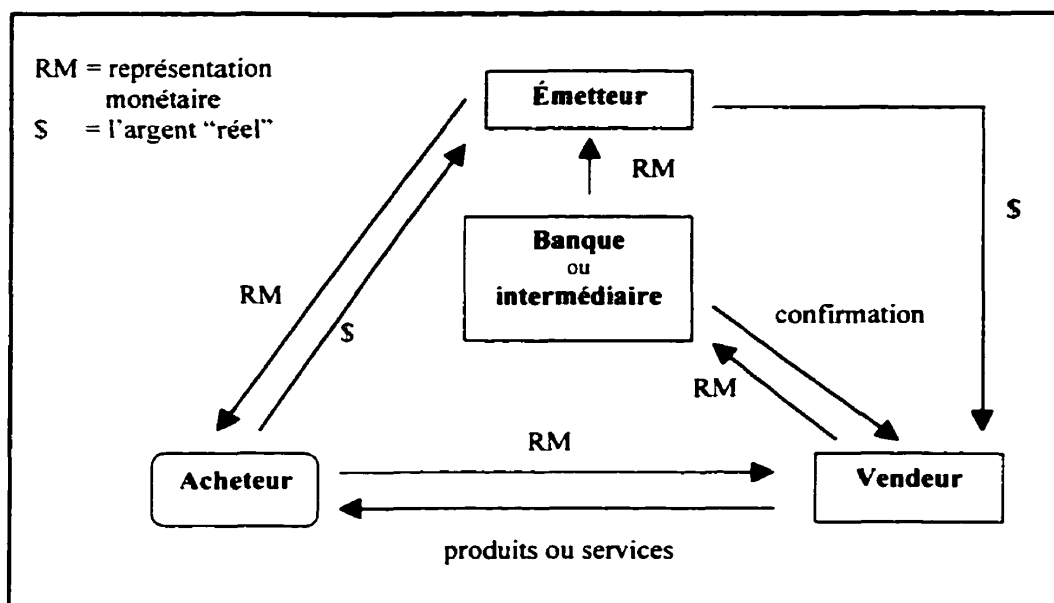 RM = représentation
monétaire
$ = l'argent “réel”
Émetteur
RM
$
Banque
ou
intermédiaire
RM
$
confirmation
RM
RM
Acheteur
Vendeur
produits ou services